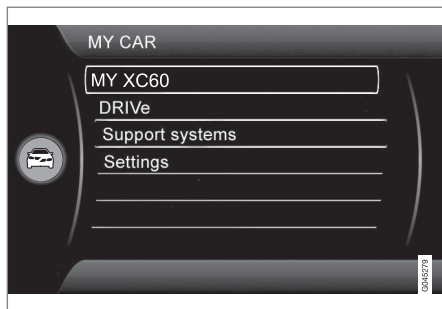 MY CAR
MY XC60
DRIVe
Support systems
Settings
G045279